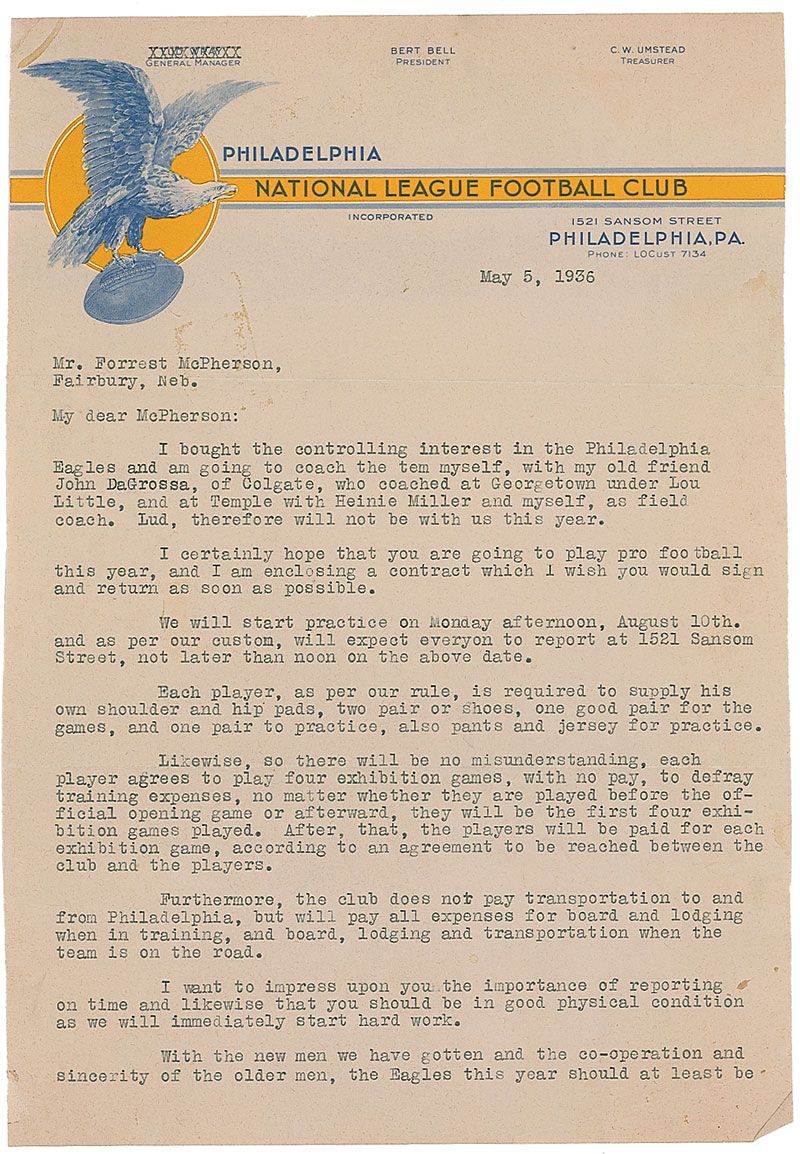 BERT BELL
C. W. UMSTEAD
GENERAL MANAGER
PRESIDENT
TREASURER
PHILADELPHIA
NATIONAL LEAGUE FOOTBALL CLUB
INCORPORATED
1521 SANSOM STREET
PHILADELPHIA, PA.
PHONE: LOCUST 7134
May 5, 1936
Mr. Forrest McPherson,
Fairbury, Neb.
My dear McPherson:
I bought the controlling interest in the Philadelphia
Eagles and am going to coach the tem myself, with my old friend
John DaGrossa, of Colgate, who coached at Georgetown under Lou
Little, and at Temple with Heinie Miller and myself, as field
coach. Lud, therefore will not be with us this year.
I certainly hope that you are going to play pro football
this year, and I am enclosing a contract which I wish you would sign
and return as soon as possible.
We will start practice on Monday afternoon, August 10th.
and as per our custom, will expect everyon to report at 1521 Sansom
Street, not later than noon on the above date.
Each player, as per our rule, is required to supply his
own shoulder and hip pads, two pair or shoes, one good pair for the
games, and one pair to practice, also pants and jersey for practice.
Likewise, so there will be no misunderstanding, each
player agrees to play four exhibition games, with no pay, to defray
training expenses, no matter whether they are played before the of-
ficial opening game or afterward, they will be the first four exhi-
bition games played. After, that, the players will be paid for each
exhibition game, according to an agreement to be reached between the
club and the players.
Furthermore, the club does not pay transportation to and
from Philadelphia, but will pay all expenses for board and lodging
when in training, and board, lodging and transportation when the
team is on the road.
I want to impress upon you the importance of reporting
on time and likewise that you should be in good physical condition
as we will immediately start hard work.
With the new men we have gotten and the co-operation and
sincerity of the older men, the Eagles this year should at least be